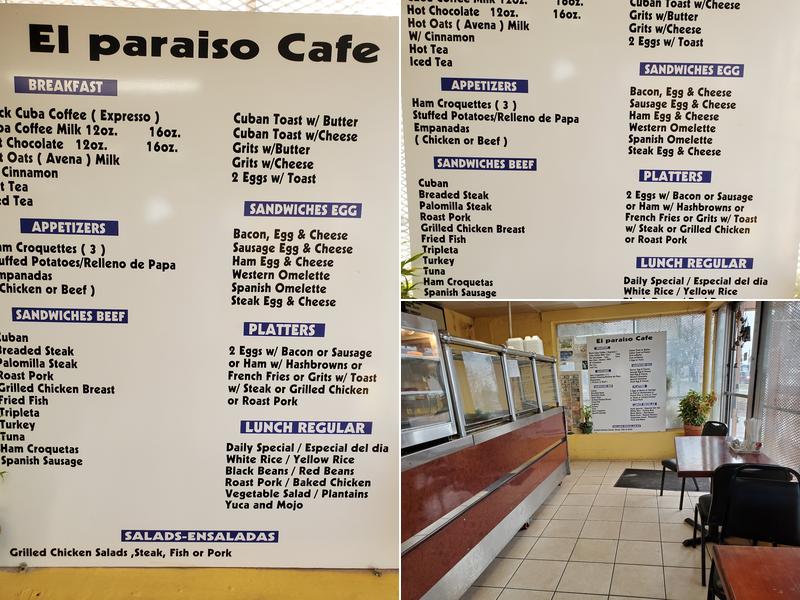 El paraiso Cafe
BREAKFAST
ck Cuba Coffee ( Expresso )
ba Coffee Milk 12oz. 16oz.
t Chocolate 12oz. 16oz.
t Oats ( Avena ) Milk
Cinnamon
t Tea
ed Tea
Cuban Toast w/ Butter
Cuban Toast w/Cheese
Grits w/Butter
Grits w/Cheese
2 Eggs w/ Toast
APPETIZERS
am Croquettes ( 3 )
uffed Potatoes/Relleno de Papa
mpanadas
Chicken or Beef )
SANDWICHES BEEF
Cuban
Breaded Steak
Palomilla Steak
Roast Pork
Grilled Chicken Breast
Fried Fish
Tripleta
Turkey
Tuna
Ham Croquetas
Spanish Sausage
SANDWICHES EGG
Bacon, Egg & Cheese
Sausage Egg & Cheese
Ham Egg & Cheese
Western Omelette
Spanish Omelette
Steak Egg & Cheese
PLATTERS
2 Eggs w/ Bacon or Sausage
or Ham w/ Hashbrowns or
French Fries or Grits w/ Toast
w/ Steak or Grilled Chicken
or Roast Pork
LUNCH REGULAR
Daily Special / Especial del dia
White Rice / Yellow Rice
Black Beans / Red Beans
Roast Pork / Baked Chicken
Vegetable Salad / Plantains
Yuca and Mojo
SALADS-ENSALADAS
Grilled Chicken Salads ,Steak, Fish or Pork
Hot Chocolate 12oz. 16oz.
Hot Oats ( Avena ) Milk
W/ Cinnamon
Hot Tea
Iced Tea
Cuban Toast w/Cheese
Grits w/Butter
Grits w/Cheese
2 Eggs w/ Toast
APPETIZERS
Ham Croquettes ( 3 )
Stuffed Potatoes/Relleno de Papa
Empanadas
( Chicken or Beef )
SANDWICHES BEEF
Cuban
Breaded Steak
Palomilla Steak
Roast Pork
Grilled Chicken Breast
Fried Fish
Tripleta
Turkey
Tuna
Ham Croquetas
Spanish Sausage
SANDWICHES EGG
Bacon, Egg & Cheese
Sausage Egg & Cheese
Ham Egg & Cheese
Western Omelette
Spanish Omelette
Steak Egg & Cheese
PLATTERS
2 Eggs w/ Bacon or Sausage
or Ham w/ Hashbrowns or
French Fries or Grits w/ Toast
w/ Steak or Grilled Chicken
or Roast Pork
LUNCH REGULAR
Daily Special / Especial del dia
White Rice / Yellow Rice
El paraiso Cafe